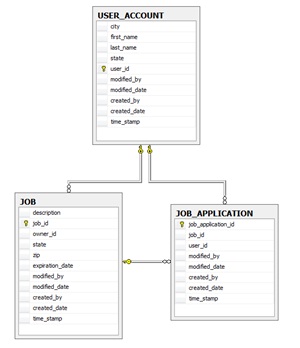 USER_ACCOUNT
city
first_name
last_name
state
user_id
modified_by
modified_date
created_by
created_date
time_stamp
JOB
description
job_id
owner_id
state
zip
expiration_date
modified_by
modified_date
created_by
created_date
time_stamp
JOB_APPLICATION
job_application_id
job_id
user_id
modified_by
modified_date
created_by
created_date
time_stamp